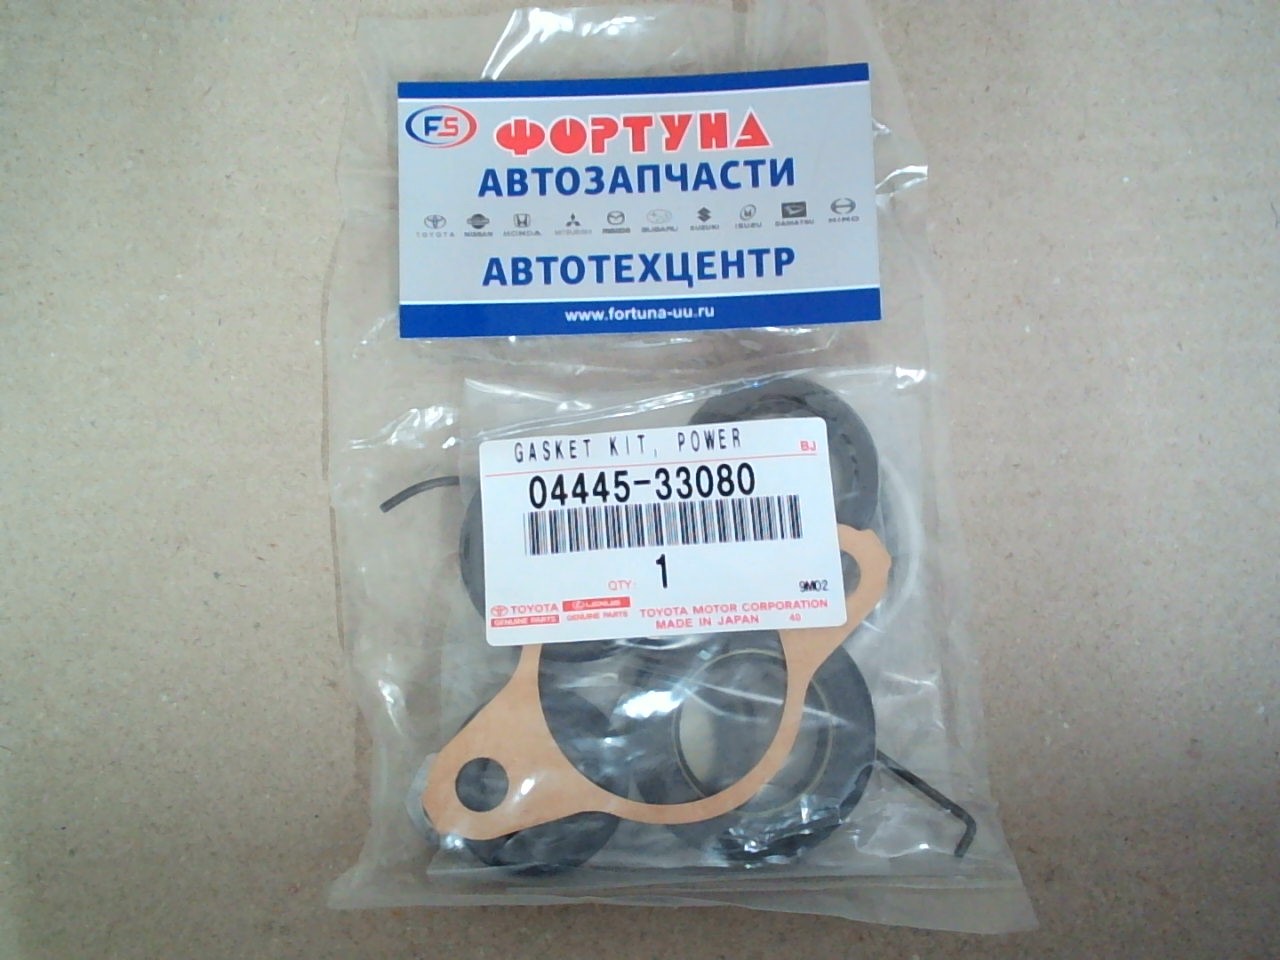 FS ФОРТУНА
АВТОЗАПЧАСТИ
TOYOTA NISSAN HONDA MITSUBISHI MAZDA SUBARU SUZUKI ISUZU DAIHATSU HINO
АВТОТЕХЦЕНТР
www.fortuna-uu.ru
GASKET KIT, POWER BJ
04445-33080
QTY: 1
9M02
TOYOTA LEXUS TOYOTA MOTOR CORPORATION
GENUINE PARTS GENUINE PARTS MADE IN JAPAN 40